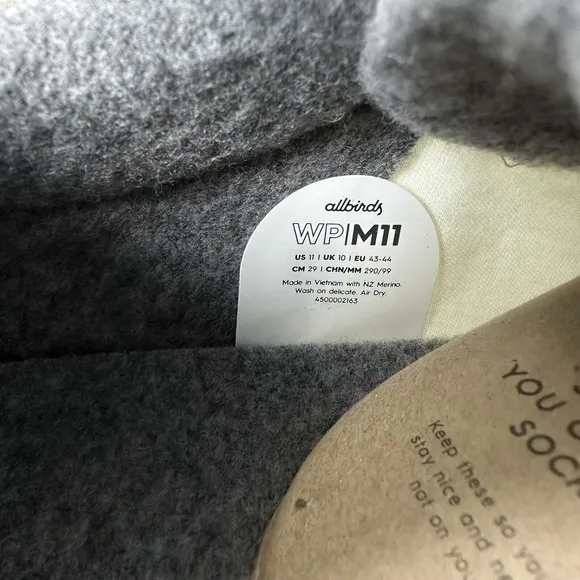 allbirds
WP|M11
US 11 | UK 10 | EU 43-44
CM 29 | CHN/MM 290/99
Made in Vietnam with NZ Merino.
Wash on delicate. Air Dry.
4500002163
YOU
Keep these so you
stay nice and
not on